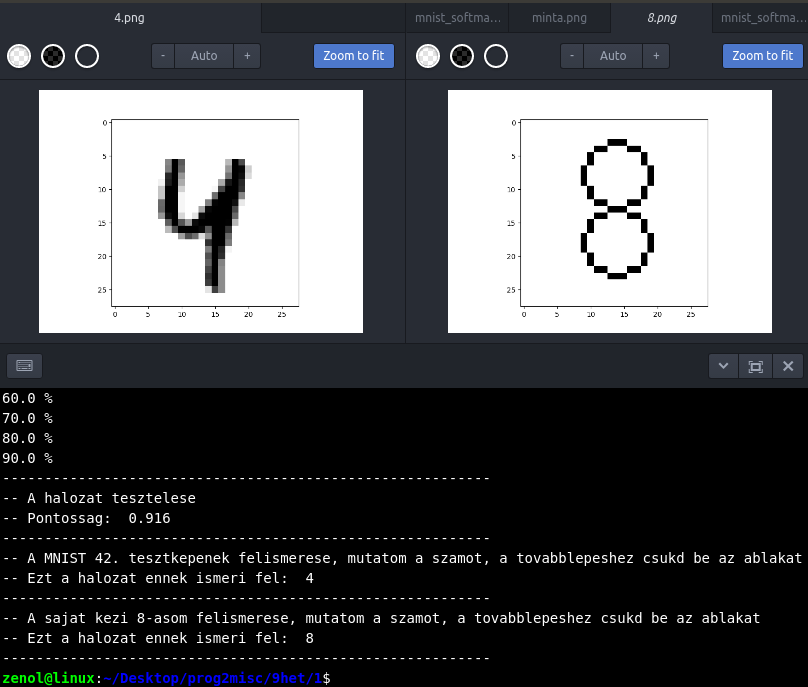 4.png
mnist_softma...
minta.png
8.png
mnist_softma...
- Auto +
Zoom to fit
- Auto +
Zoom to fit
0
5
10
15
20
25
0 5 10 15 20 25
0
5
10
15
20
25
0 5 10 15 20 25
60.0 %
70.0 %
80.0 %
90.0 %
----------------------------------------------------------
-- A halozat tesztelese
-- Pontossag:  0.916
----------------------------------------------------------
-- A MNIST 42. tesztkepenek felismerese, mutatom a szamot, a tovabblepeshez csukd be az ablakat
-- Ezt a halozat ennek ismeri fel:  4
----------------------------------------------------------
-- A sajat kezi 8-asom felismerese, mutatom a szamot, a tovabblepeshez csukd be az ablakat
-- Ezt a halozat ennek ismeri fel:  8
----------------------------------------------------------
zenol@linux:~/Desktop/prog2misc/9het/1$